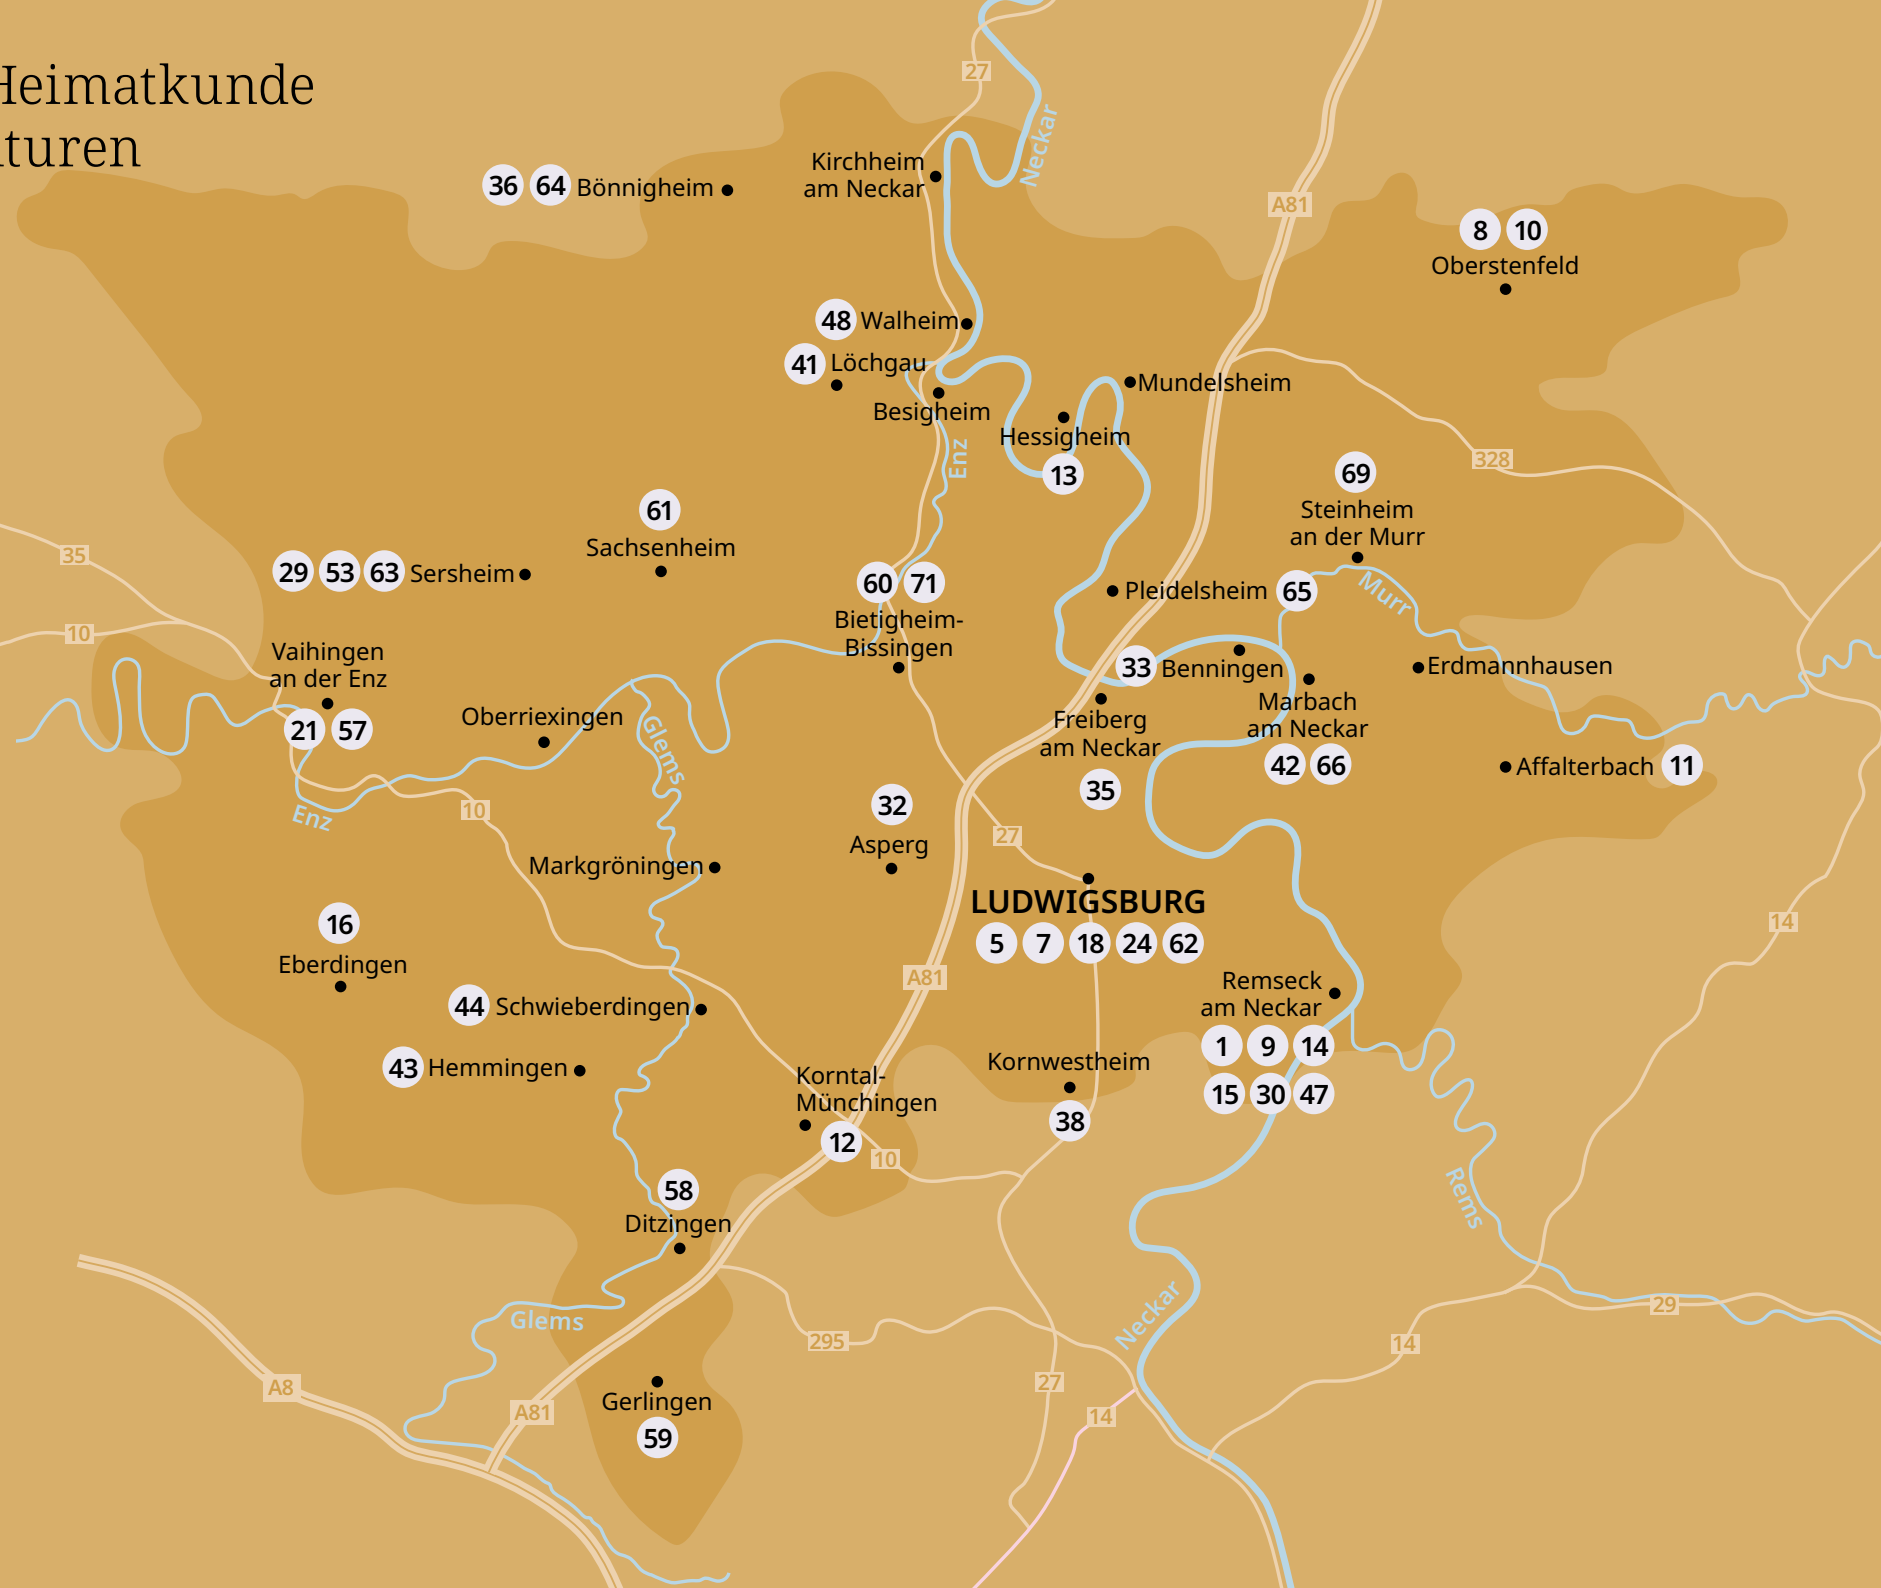 Heimatkunde
turen
27
Neckar
Kirchheim
am Neckar
36 64 Bönnigheim
A81
8 10
Oberstenfeld
48 Walheim
41 Löchgau
Besigheim
Mundelsheim
Hessigheim
13
Enz
328
69
Steinheim
an der Murr
61
Sachsenheim
35
29 53 63 Sersheim
60 71
Bietigheim-
Bissingen
Pleidelsheim 65
Murr
10
Vaihingen
an der Enz
21 57
33 Benningen
Erdmannhausen
Marbach
am Neckar
42 66
Oberriexingen
Glems
Freiberg
am Neckar
35
Affalterbach 11
Enz
10
32
Asperg
27
Markgröningen
LUDWIGSBURG
5 7 18 24 62
14
16
Eberdingen
A81
Remseck
am Neckar
1 9 14
15 30 47
44 Schwieberdingen
43 Hemmingen
Kornwestheim
38
Korntal-
Münchingen
12
10
58
Ditzingen
Rems
Glems
Neckar
29
295
14
A8
27
A81
Gerlingen
59
14